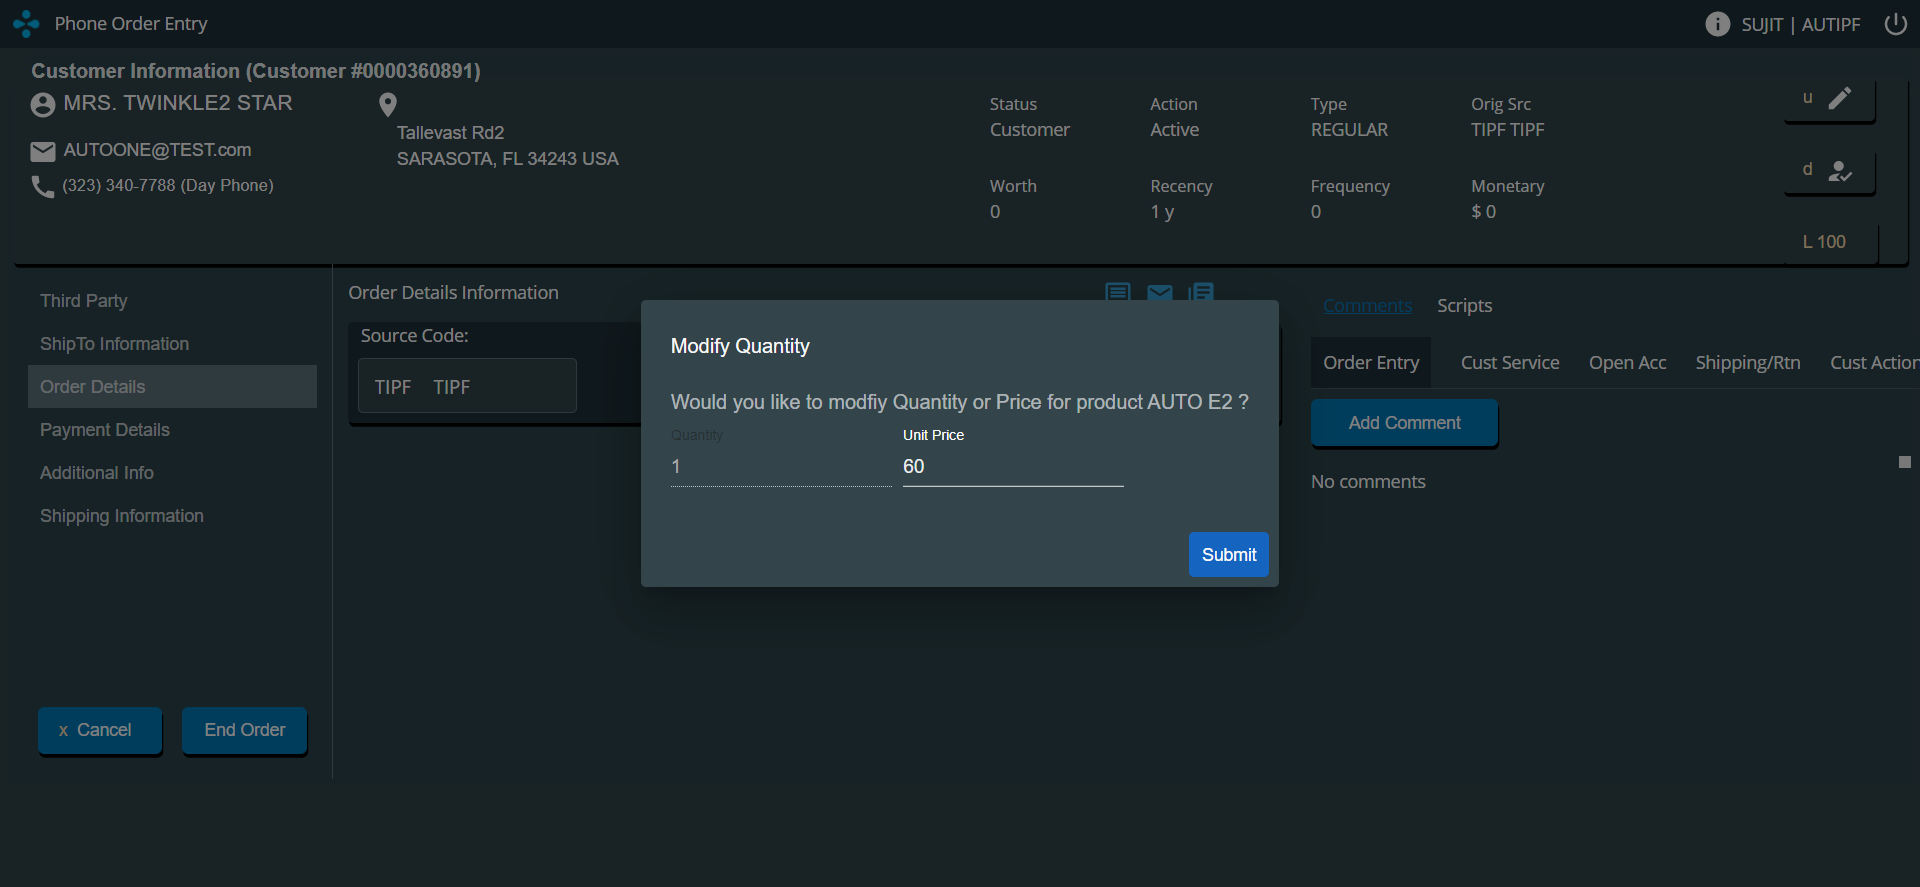 Phone Order Entry
SUJIT | AUTIPF
Customer Information (Customer #0000360891)
MRS. TWINKLE2 STAR
AUTOONE@TEST.com
(323) 340-7788 (Day Phone)
Tallevast Rd2
SARASOTA, FL 34243 USA
Status
Customer
Action
Active
Type
REGULAR
Orig Src
TIPF TIPF
Worth
0
Recency
1 y
Frequency
0
Monetary
$ 0
u
d
L 100
Third Party
ShipTo Information
Order Details
Payment Details
Additional Info
Shipping Information
x Cancel
End Order
Order Details Information
Source Code:
TIPF TIPF
Modify Quantity
Would you like to modfiy Quantity or Price for product AUTO E2 ?
Quantity
1
Unit Price
60
Submit
Comments
Scripts
Order Entry
Cust Service
Open Acc
Shipping/Rtn
Cust Action
Add Comment
No comments